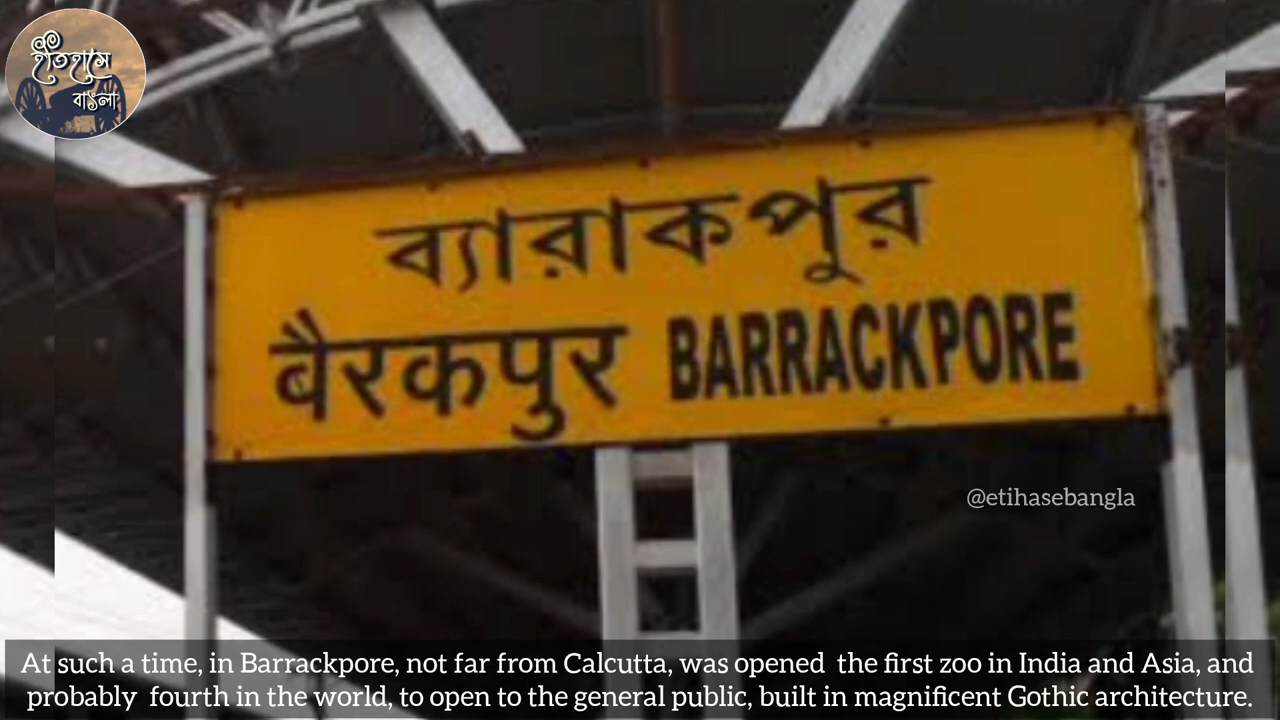 ইতিহাসে
বাংলা
ব্যারাকপুর
बैरकपुर BARRACKPORE
@etihasebangla
At such a time, in Barrackpore, not far from Calcutta, was opened the first zoo in India and Asia, and
probably fourth in the world, to open to the general public, built in magnificent Gothic architecture.